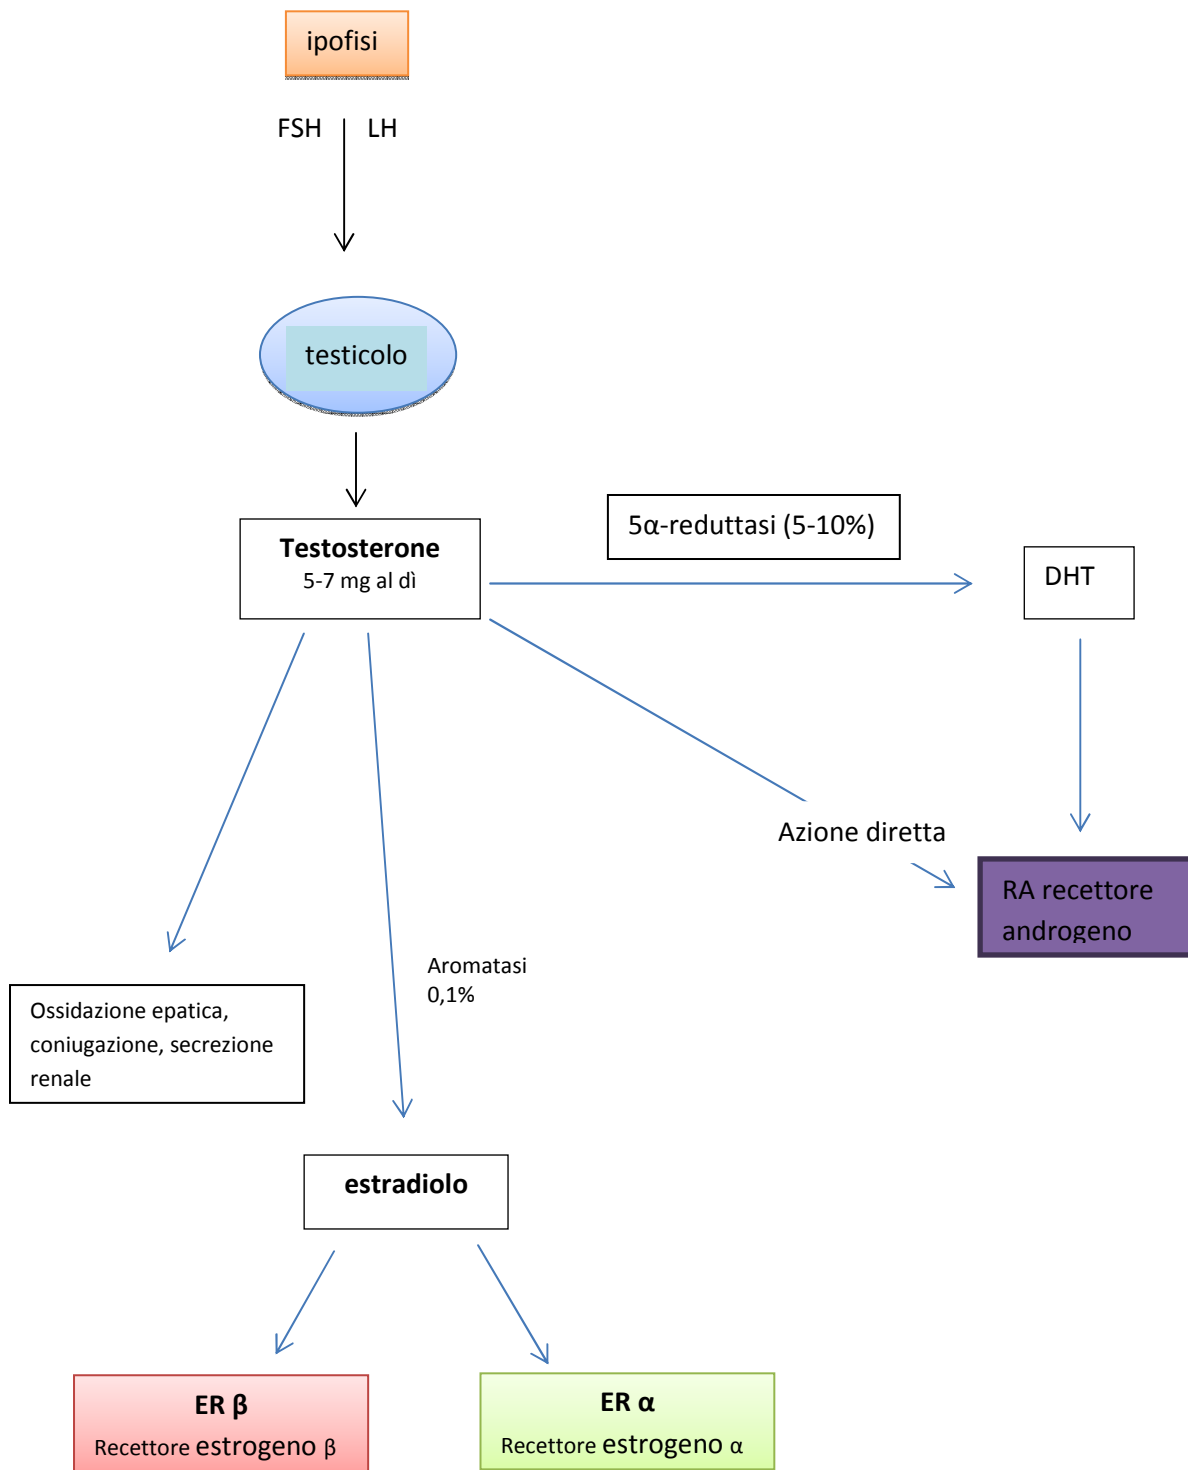 ipofisi
FSH LH
testicolo
Testosterone
5-7 mg al dì
5α-reduttasi (5-10%)
DHT
Azione diretta
RA recettore
androgeno
Aromatasi
0,1%
Ossidazione epatica,
coniugazione, secrezione
renale
estradiolo
ER β
Recettore estrogeno β
ER α
Recettore estrogeno α